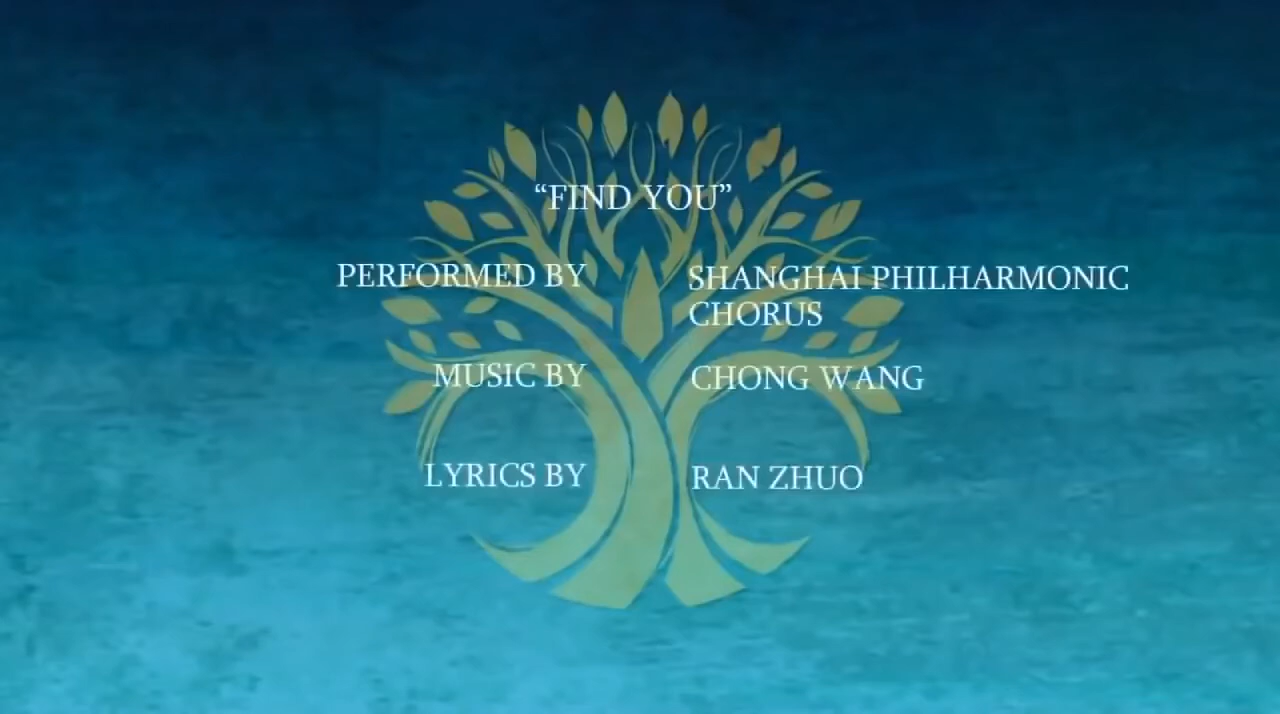 “FIND YOU”
PERFORMED BY SHANGHAI PHILHARMONIC
CHORUS
MUSIC BY CHONG WANG
LYRICS BY RAN ZHUO